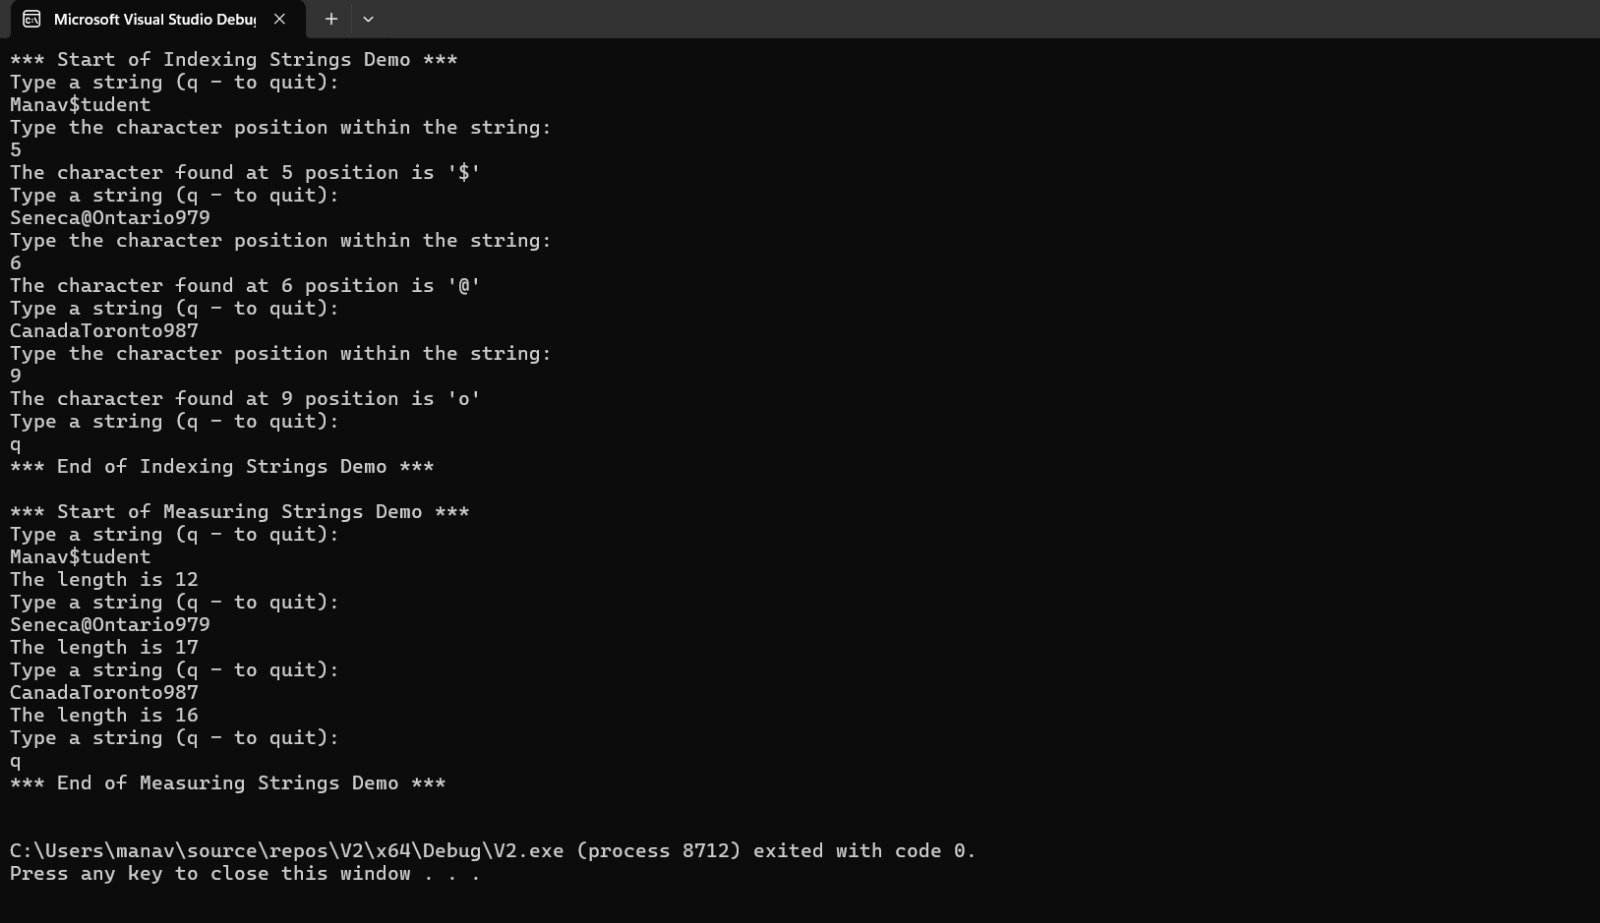 Microsoft Visual Studio Debug
*** Start of Indexing Strings Demo ***
Type a string (q - to quit):
Manav$tudent
Type the character position within the string:
5
The character found at 5 position is '$'
Type a string (q - to quit):
Seneca@Ontario979
Type the character position within the string:
6
The character found at 6 position is '@'
Type a string (q - to quit):
CanadaToronto987
Type the character position within the string:
9
The character found at 9 position is 'o'
Type a string (q - to quit):
q
*** End of Indexing Strings Demo ***
*** Start of Measuring Strings Demo ***
Type a string (q - to quit):
Manav$tudent
The length is 12
Type a string (q - to quit):
Seneca@Ontario979
The length is 17
Type a string (q - to quit):
CanadaToronto987
The length is 16
Type a string (q - to quit):
q
*** End of Measuring Strings Demo ***
C:\Users\manav\source\repos\V2\x64\Debug\V2.exe (process 8712) exited with code 0.
Press any key to close this window . . .